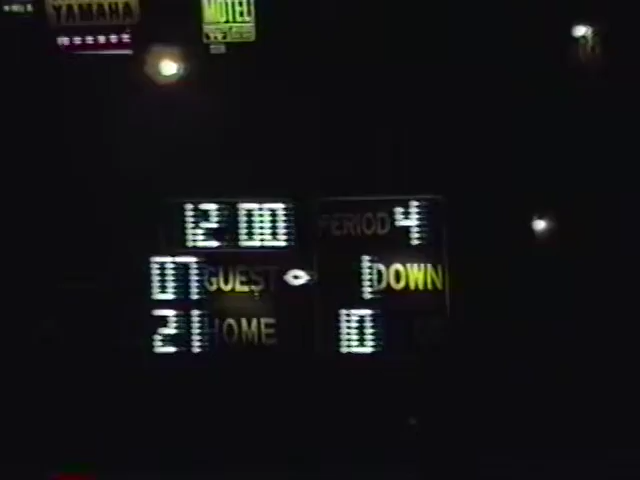 YAMAHA
MOTEL
12 00 PERIOD 4
07 GUEST 1 DOWN
21 HOME 10